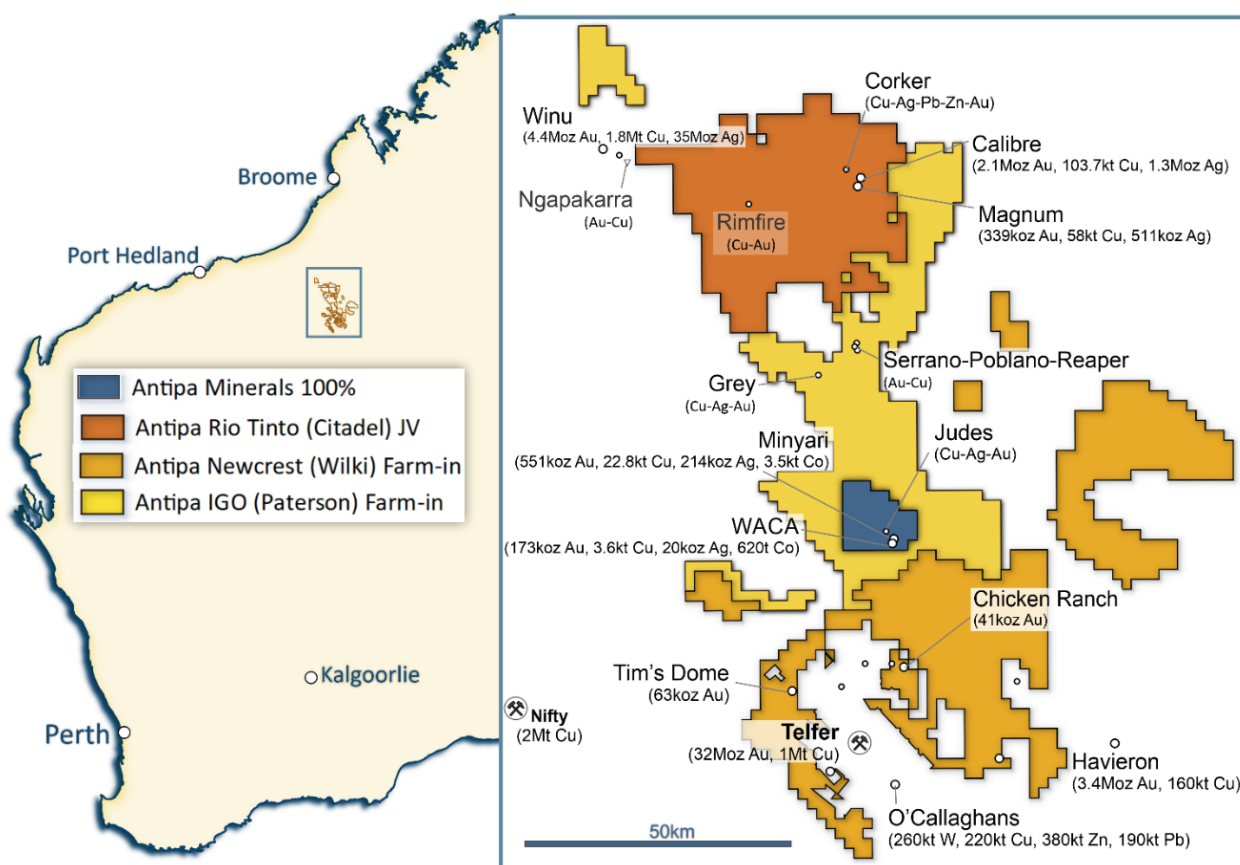 Broome
Port Hedland
Antipa Minerals 100%
Antipa Rio Tinto (Citadel) JV
Antipa Newcrest (Wilki) Farm-in
Antipa IGO (Paterson) Farm-in
Kalgoorlie
Perth
Corker
(Cu-Ag-Pb-Zn-Au)
Winu
(4.4Moz Au, 1.8Mt Cu, 35Moz Ag)
Calibre
(2.1Moz Au, 103.7kt Cu, 1.3Moz Ag)
Ngapakarra
(Au-Cu)
Rimfire
(Cu-Au)
Magnum
(339koz Au, 58kt Cu, 511koz Ag)
Serrano-Poblano-Reaper
(Au-Cu)
Grey
(Cu-Ag-Au)
Minyari
(551koz Au, 22.8kt Cu, 214koz Ag, 3.5kt Co)
Judes
(Cu-Ag-Au)
WACA
(173koz Au, 3.6kt Cu, 20koz Ag, 620t Co)
Chicken Ranch
(41koz Au)
Tim's Dome
(63koz Au)
Nifty
(2Mt Cu)
Telfer
(32Moz Au, 1Mt Cu)
Havieron
(3.4Moz Au, 160kt Cu)
O'Callaghans
(260kt W, 220kt Cu, 380kt Zn, 190kt Pb)
50km